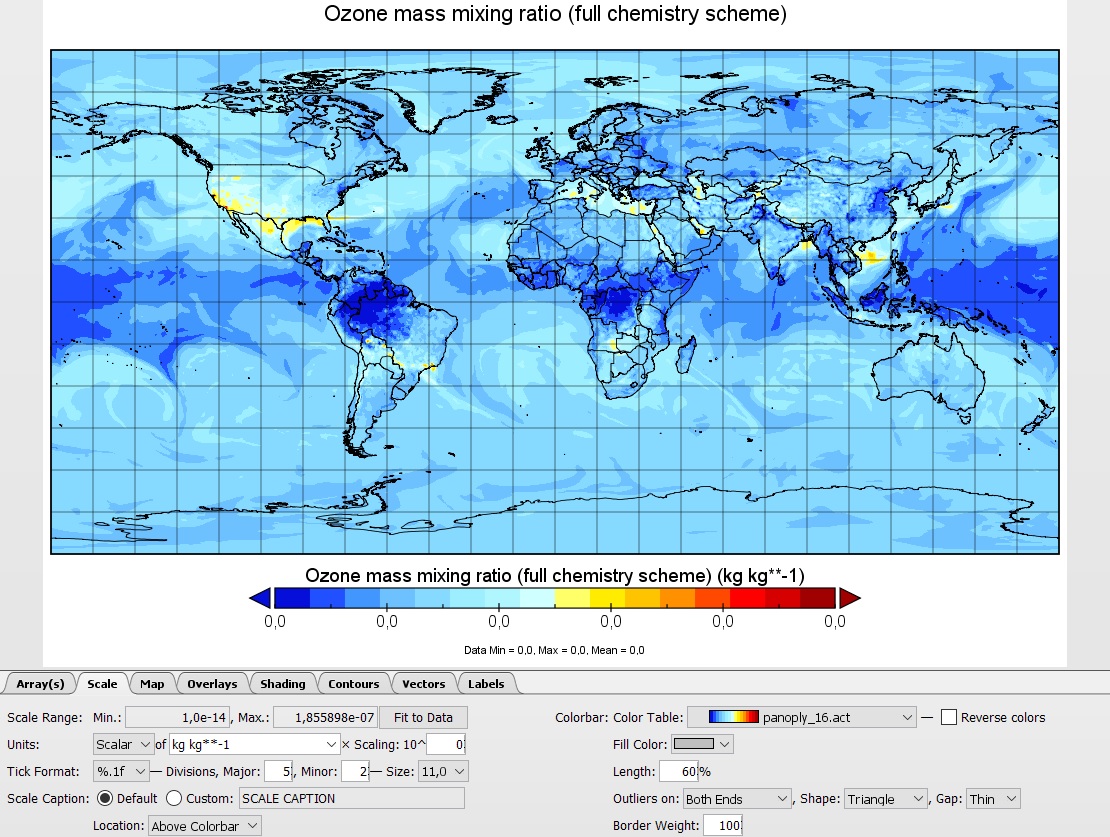 Ozone mass mixing ratio (full chemistry scheme)
Ozone mass mixing ratio (full chemistry scheme) (kg kg**-1)
0,0 0,0 0,0 0,0 0,0 0,0
Data Min = 0,0, Max = 0,0, Mean = 0,0
Array(s) Scale Map Overlays Shading Contours Vectors Labels
Scale Range: Min.: 1,0e-14 , Max.: 1,855898e-07 Fit to Data Colorbar: Color Table: panoply_16.act — Reverse colors
Units: Scalar of kg kg**-1 × Scaling: 10^ 0 Fill Color:
Tick Format: %.1f — Divisions, Major: 5 , Minor: 2 — Size: 11,0 Length: 60 %
Scale Caption: Default Custom: SCALE CAPTION Outliers on: Both Ends , Shape: Triangle , Gap: Thin
Location: Above Colorbar Border Weight: 100